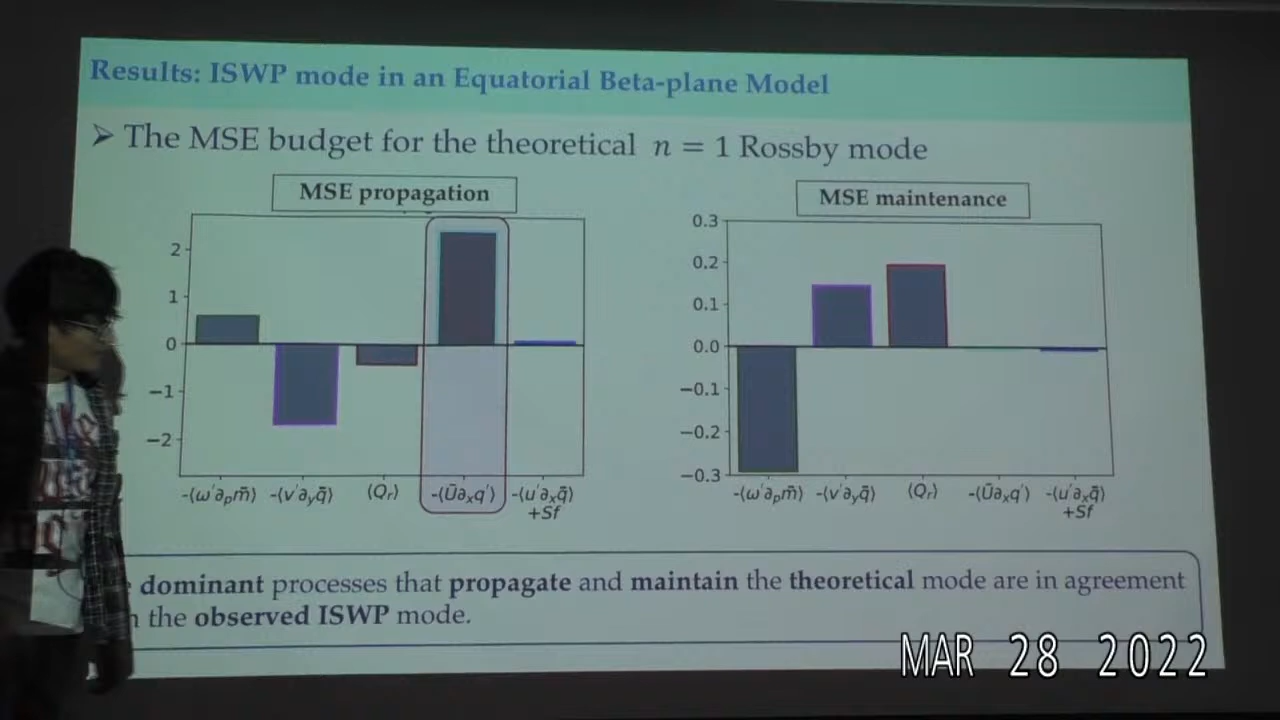 Results: ISWP mode in an Equatorial Beta-plane Model
➤ The MSE budget for the theoretical n = 1 Rossby mode
MSE propagation
2
1
0
−1
−2
-⟨ω'∂ₚm̄⟩ -⟨v'∂ᵧq̄⟩ ⟨Qᵣ⟩ -⟨Ū∂ₓq'⟩ -⟨u'∂ₓq̄⟩
+Sf
MSE maintenance
0.3
0.2
0.1
0.0
−0.1
−0.2
−0.3
-⟨ω'∂ₚm̄⟩ -⟨v'∂ᵧq̄⟩ ⟨Qᵣ⟩ -⟨Ū∂ₓq'⟩ -⟨u'∂ₓq̄⟩
+Sf
dominant processes that propagate and maintain the theoretical mode are in agreement
the observed ISWP mode.
MAR 28 2022